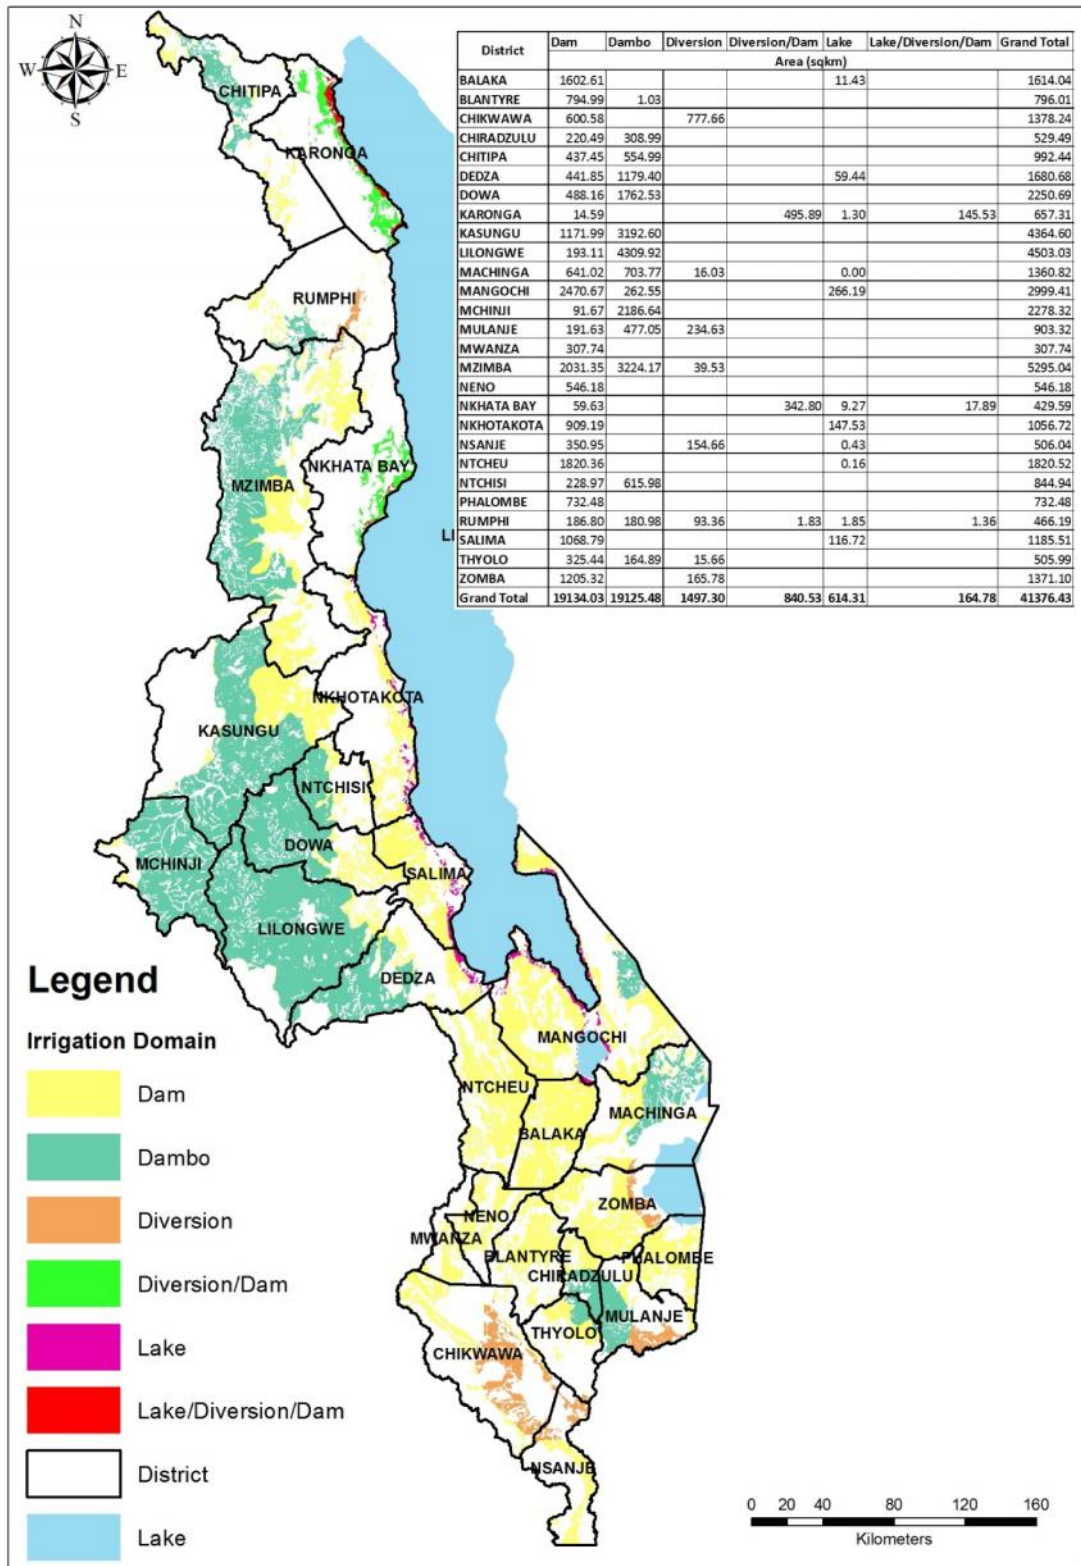 N
W E
S
District Dam Dambo Diversion Diversion/Dam Lake Lake/Diversion/Dam Grand Total
Area (sqkm)
BALAKA 1602.61 11.43 1614.04
BLANTYRE 794.99 1.03 796.01
CHIKWAWA 600.58 777.66 1378.24
CHIRADZULU 220.49 308.99 529.49
CHITIPA 437.45 554.99 992.44
DEDZA 441.85 1179.40 59.44 1680.68
DOWA 488.16 1762.53 2250.69
KARONGA 14.59 495.89 1.30 145.53 657.31
KASUNGU 1171.99 3192.60 4364.60
LILONGWE 193.11 4309.92 4503.03
MACHINGA 641.02 703.77 16.03 0.00 1360.82
MANGOCHI 2470.67 262.55 266.19 2999.41
MCHINJI 91.67 2186.64 2278.32
MULANJE 191.63 477.05 234.63 903.32
MWANZA 307.74 307.74
MZIMBA 2031.35 3224.17 39.53 5295.04
NENO 546.18 546.18
NKHATA BAY 59.63 342.80 9.27 17.89 429.59
NKHOTAKOTA 909.19 147.53 1056.72
NSANJE 350.95 154.66 0.43 506.04
NTCHEU 1820.36 0.16 1820.52
NTCHISI 228.97 615.98 844.94
PHALOMBE 732.48 732.48
RUMPHI 186.80 180.98 93.36 1.83 1.85 1.36 466.19
SALIMA 1068.79 116.72 1185.51
THYOLO 325.44 164.89 15.66 505.99
ZOMBA 1205.32 165.78 1371.10
Grand Total 19134.03 19125.48 1497.30 840.53 614.31 164.78 41376.43
CHITIPA
KARONGA
RUMPHI
NKHATA BAY
MZIMBA
LI
NKHOTAKOTA
KASUNGU
NTCHISI
DOWA
MCHINJI
SALIMA
LILONGWE
DEDZA
MANGOCHI
NTCHEU
MACHINGA
BALAKA
ZOMBA
NENO
MWANZA
BLANTYRE
PHALOMBE
CHIRADZULU
MULANJE
THYOLO
CHIKWAWA
NSANJE
Legend
Irrigation Domain
Dam
Dambo
Diversion
Diversion/Dam
Lake
Lake/Diversion/Dam
District
Lake
0 20 40 80 120 160
Kilometers